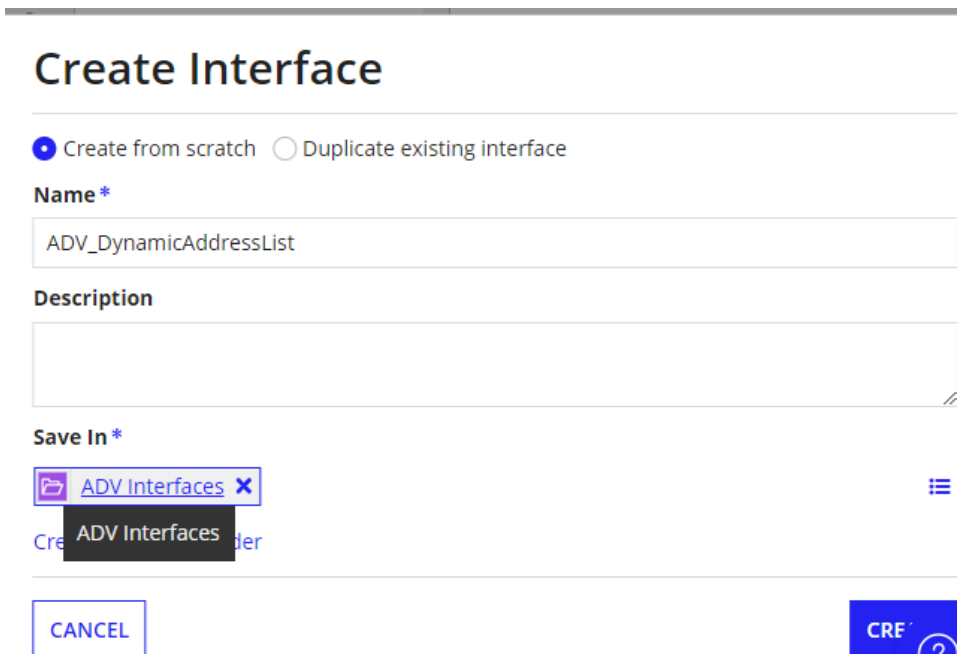 Create Interface
Create from scratch Duplicate existing interface
Name *
ADV_DynamicAddressList
Description
Save In *
ADV Interfaces
ADV Interfaces
CANCEL
?